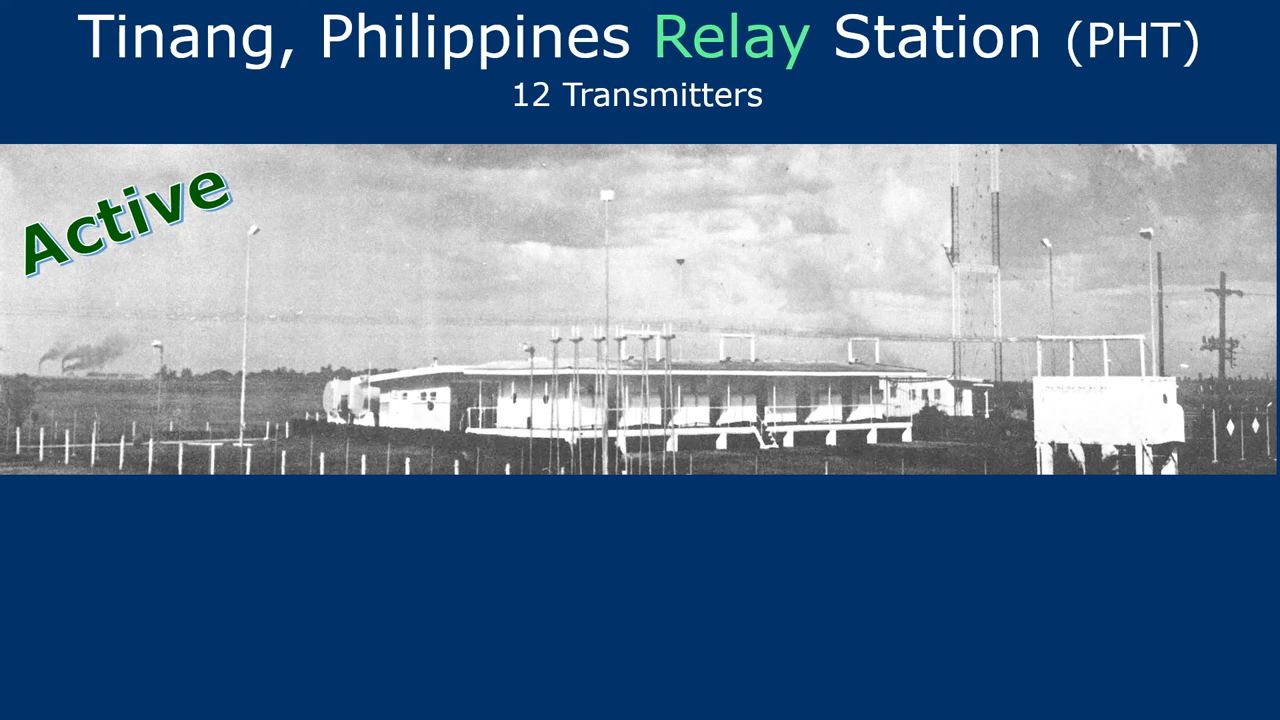 Tinang, Philippines Relay Station (PHT)
12 Transmitters
Active